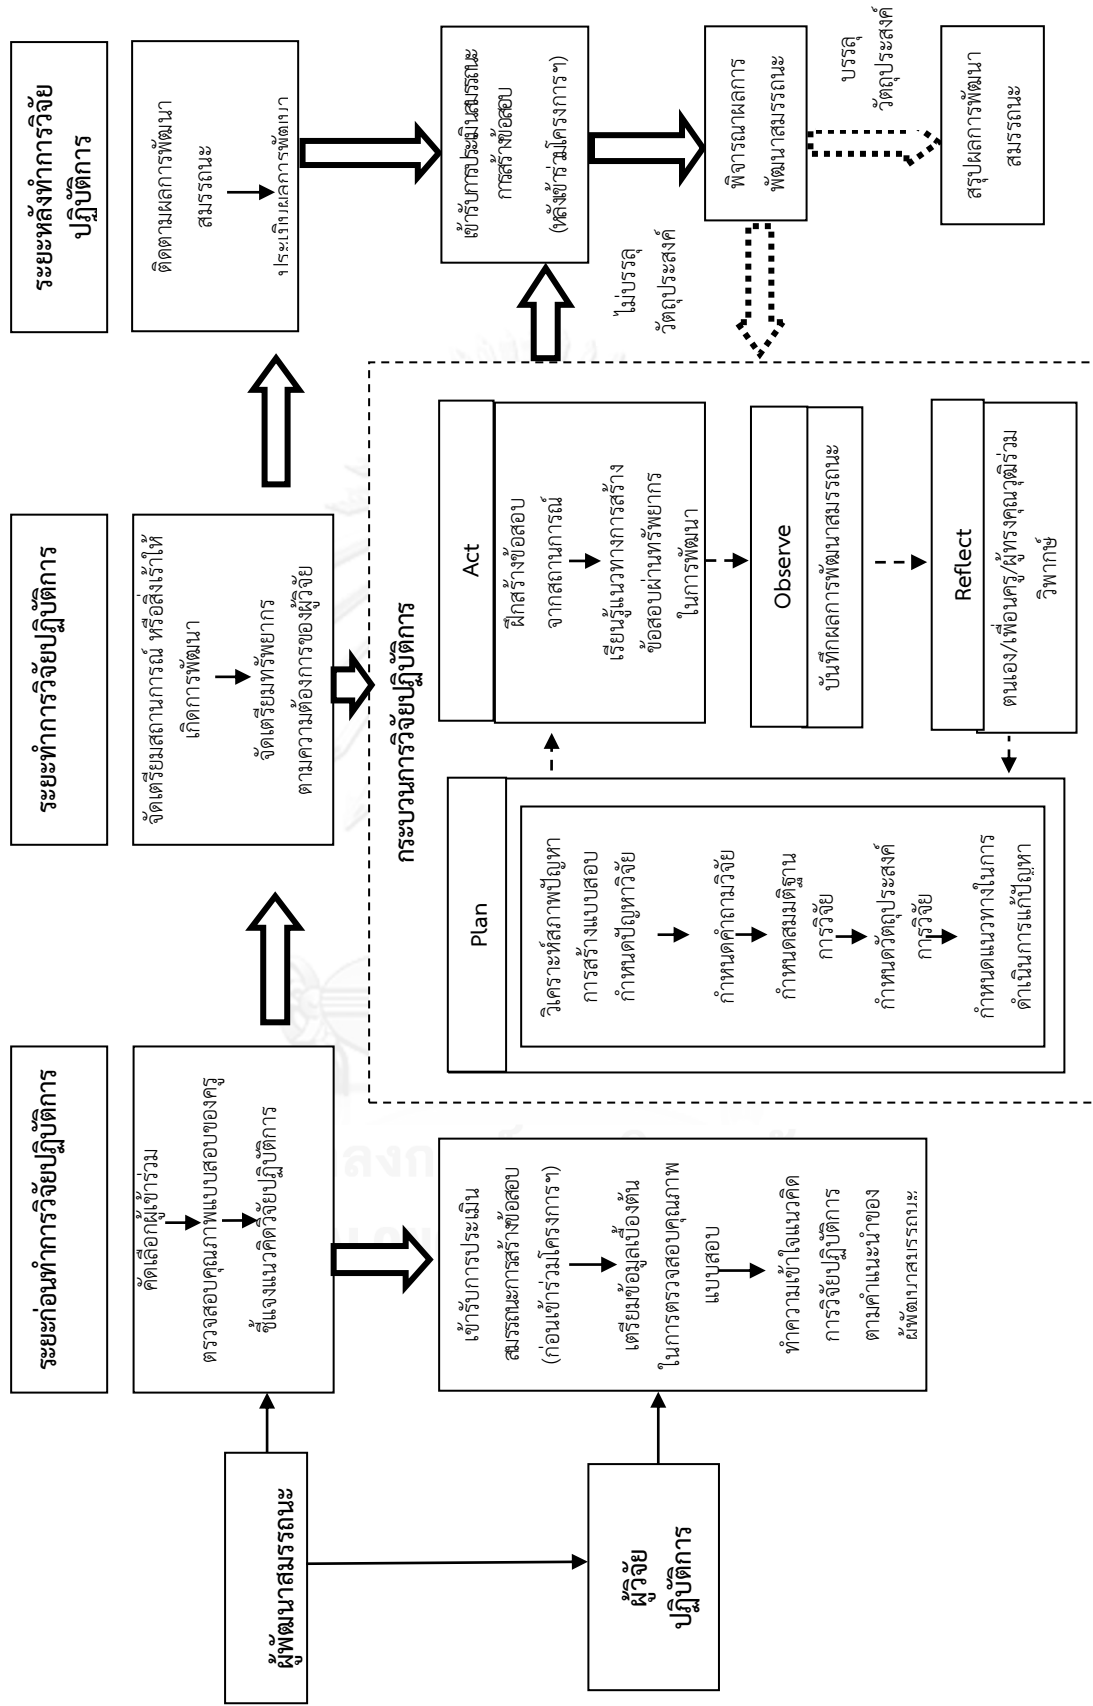 ระยะก่อนทำการวิจัยปฏิบัติการ
ระยะทำการวิจัยปฏิบัติการ
ระยะหลังทำการวิจัย
ปฏิบัติการ
ผู้พัฒนาสมรรถนะ
คัดเลือกผู้เข้าร่วม
ตรวจสอบคุณภาพแบบสอบของครู
ชี้แจงแนวคิดวิจัยปฏิบัติการ
จัดเตรียมสถานการณ์ หรือสิ่งเร้าให้
เกิดการพัฒนา
จัดเตรียมทรัพยากร
ตามความต้องการของผู้วิจัย
ติดตามผลการพัฒนา
สมรรถนะ
ประเมินผลการพัฒนา
ผู้วิจัย
ปฏิบัติการ
เข้ารับการประเมิน
สมรรถนะการสร้างข้อสอบ
(ก่อนเข้าร่วมโครงการฯ)
เตรียมข้อมูลเบื้องต้น
ในการตรวจสอบคุณภาพ
แบบสอบ
ทำความเข้าใจแนวคิด
การวิจัยปฏิบัติการ
ตามคำแนะนำของ
ผู้พัฒนาสมรรถนะ
กระบวนการวิจัยปฏิบัติการ
Plan
วิเคราะห์สภาพปัญหา
การสร้างแบบสอบ
กำหนดปัญหาวิจัย
กำหนดคำถามวิจัย
กำหนดสมมติฐาน
การวิจัย
กำหนดวัตถุประสงค์
การวิจัย
กำหนดแนวทางในการ
ดำเนินการแก้ปัญหา
Act
ฝึกสร้างข้อสอบ
จากสถานการณ์
เรียนรู้แนวทางการสร้าง
ข้อสอบผ่านทรัพยากร
ในการพัฒนา
Observe
บันทึกผลการพัฒนาสมรรถนะ
Reflect
ตนเอง/เพื่อนครู/ผู้ทรงคุณวุฒิร่วม
วิพากษ์
เข้ารับการประเมินสมรรถนะ
การสร้างข้อสอบ
(หลังเข้าร่วมโครงการฯ)
ไม่บรรลุ
วัตถุประสงค์
พิจารณาผลการ
พัฒนาสมรรถนะ
บรรลุ
วัตถุประสงค์
สรุปผลการพัฒนา
สมรรถนะ